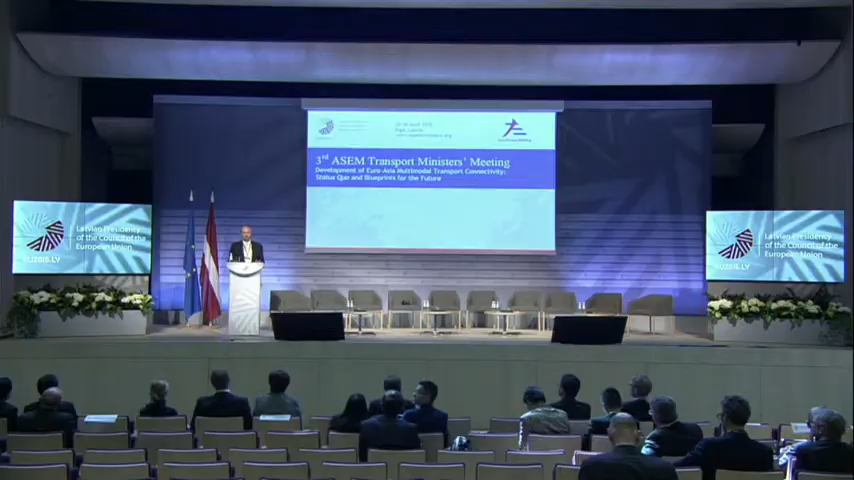 3rd ASEM Transport Ministers' Meeting
Development of Euro-Asia Multimodal Transport Connectivity:
Status Quo and Blueprints for the Future
Latvian Presidency
of the Council of the
European Union
EU2015.LV
Latvian Presidency
of the Council of the
European Union
EU2015.LV